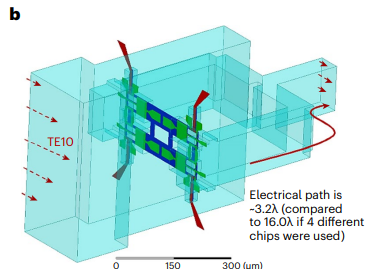 b
TE10
Electrical path is
~3.2λ (compared
to 16.0λ if 4 different
chips were used)
0 150 300 (um)